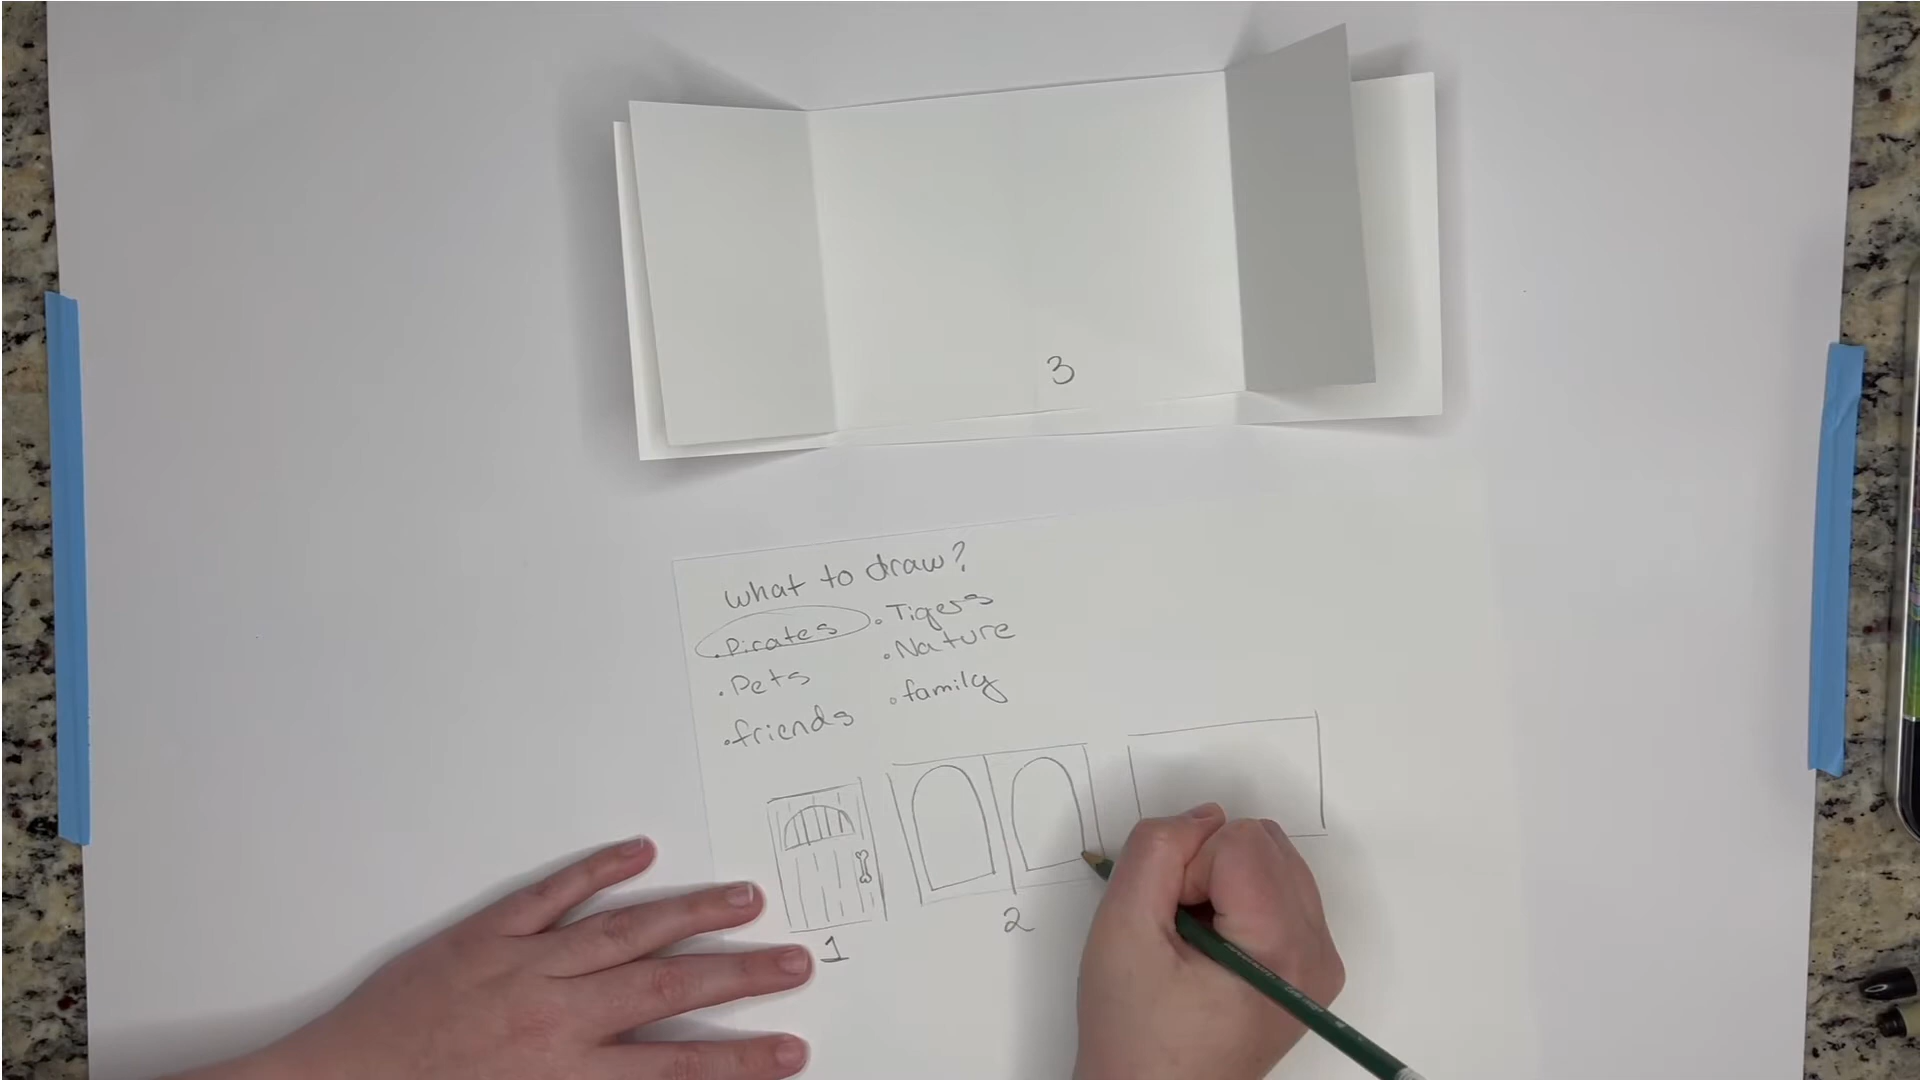 3
What to draw?
• Pirates
• Tigers
• Nature
• Pets
• family
• friends
1
2